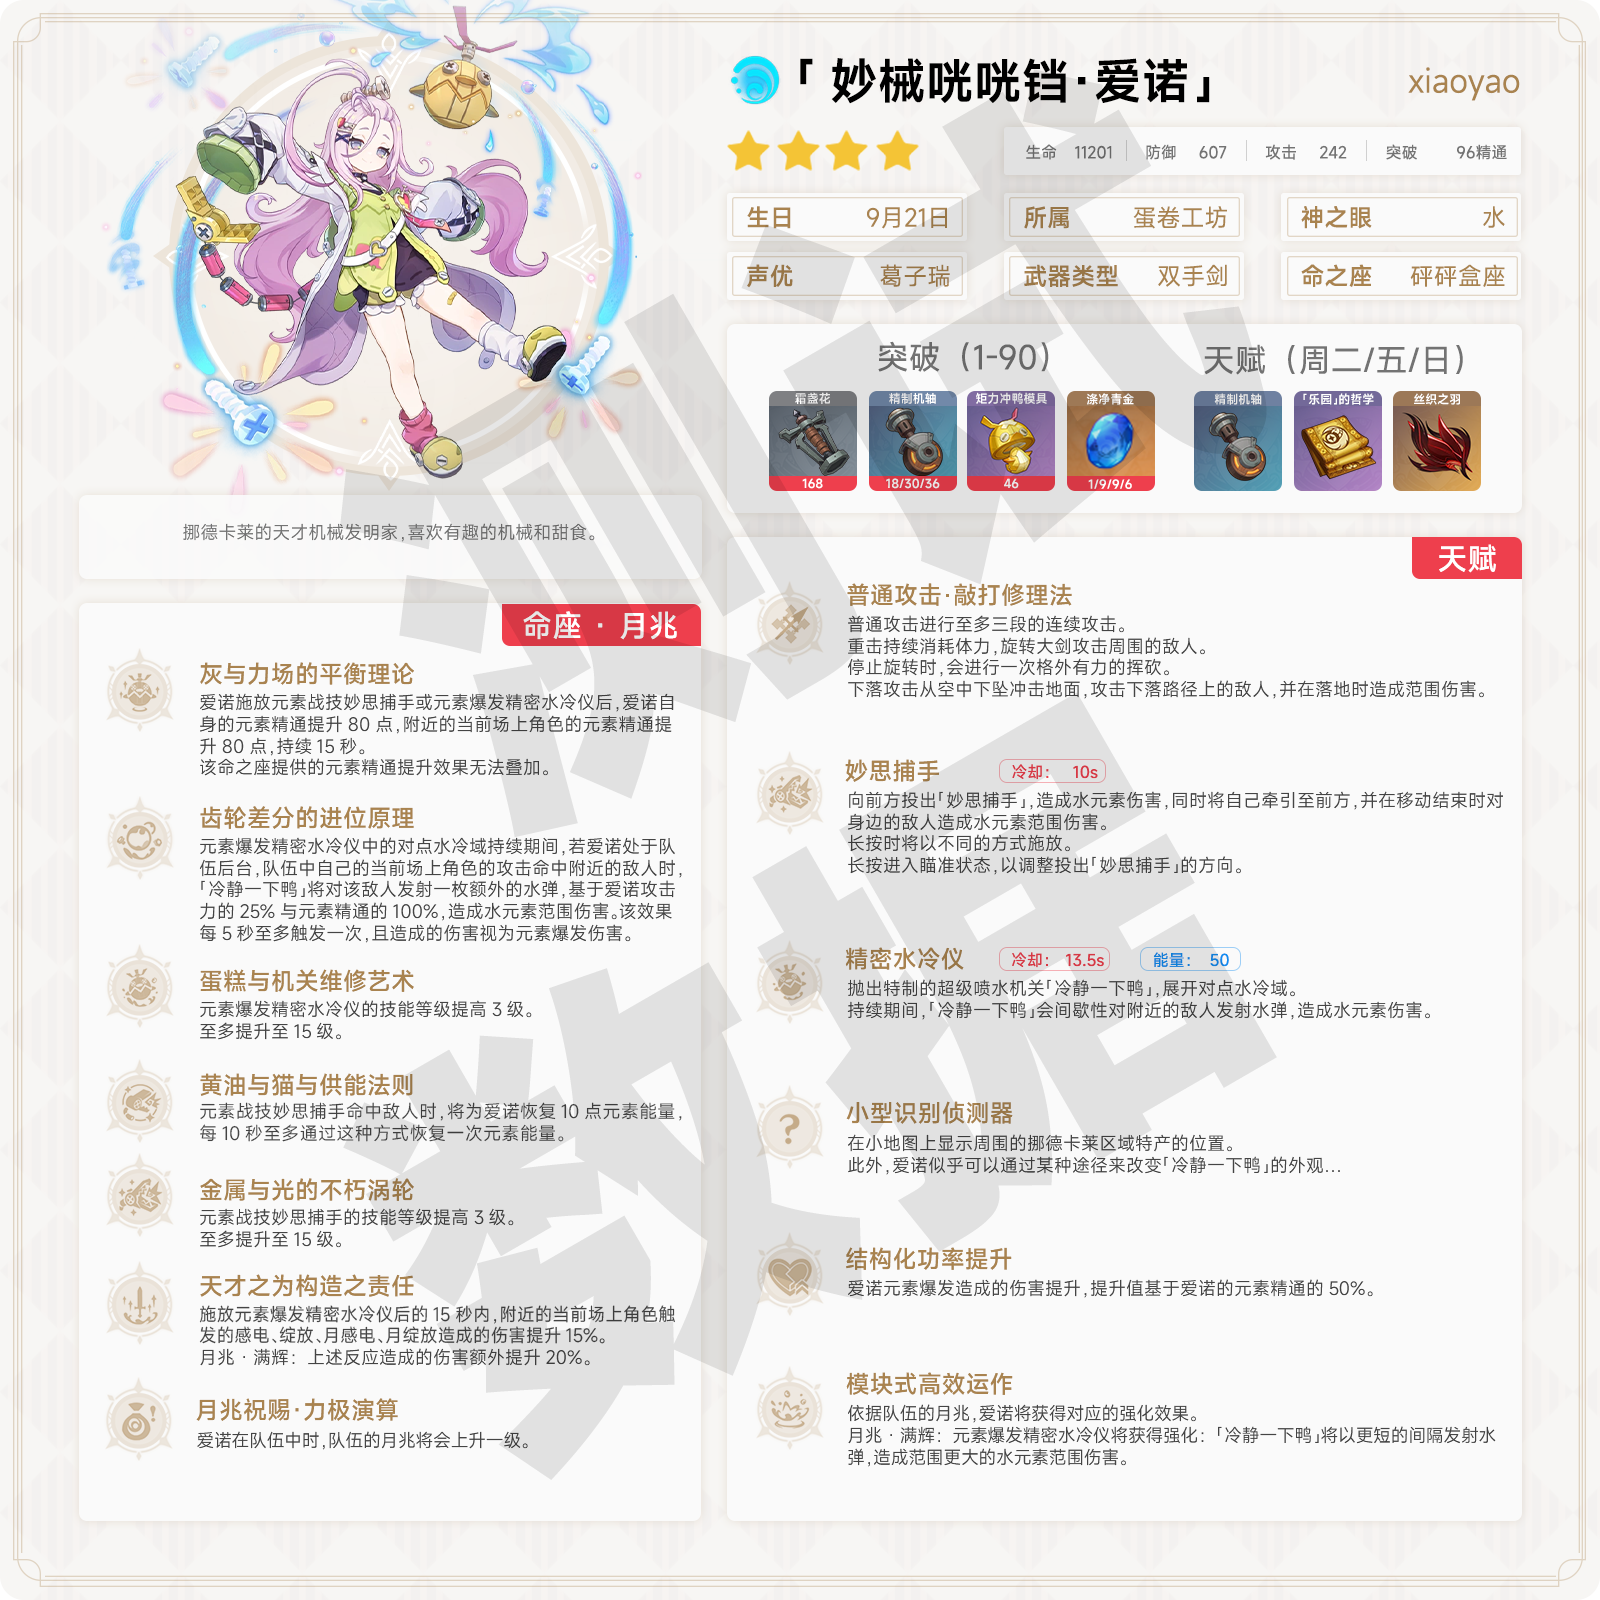 「妙械咣咣铛·爱诺」
xiaoyao
生命 11201 防御 607 攻击 242 突破 96精通
生日 9月21日 所属 蛋卷工坊 神之眼 水
声优 葛子瑞 武器类型 双手剑 命之座 砰砰盒座
突破（1-90） 天赋（周二/五/日）
霜盏花 精制机轴 矩力冲鸭模具 涤净青金 精制机轴 「乐园」的哲学 丝织之羽
168 18/30/36 46 1/9/9/6
挪德卡莱的天才机械发明家,喜欢有趣的机械和甜食。
命座 · 月兆
灰与力场的平衡理论
爱诺施放元素战技妙思捕手或元素爆发精密水冷仪后,爱诺自
身的元素精通提升 80 点,附近的当前场上角色的元素精通提
升 80 点,持续 15 秒。
该命之座提供的元素精通提升效果无法叠加。
齿轮差分的进位原理
元素爆发精密水冷仪中的对点水冷域持续期间,若爱诺处于队
伍后台,队伍中自己的当前场上角色的攻击命中附近的敌人时,
「冷静一下鸭」将对该敌人发射一枚额外的水弹,基于爱诺攻击
力的 25% 与元素精通的 100%,造成水元素范围伤害。该效果
每 5 秒至多触发一次,且造成的伤害视为元素爆发伤害。
蛋糕与机关维修艺术
元素爆发精密水冷仪的技能等级提高 3 级。
至多提升至 15 级。
黄油与猫与供能法则
元素战技妙思捕手命中敌人时,将为爱诺恢复 10 点元素能量,
每 10 秒至多通过这种方式恢复一次元素能量。
金属与光的不朽涡轮
元素战技妙思捕手的技能等级提高 3 级。
至多提升至 15 级。
天才之为构造之责任
施放元素爆发精密水冷仪后的 15 秒内,附近的当前场上角色触
发的感电、绽放、月感电、月绽放造成的伤害提升 15%。
月兆 · 满辉: 上述反应造成的伤害额外提升 20%。
月兆祝赐·力极演算
爱诺在队伍中时,队伍的月兆将会上升一级。
天赋
普通攻击·敲打修理法
普通攻击进行至多三段的连续攻击。
重击持续消耗体力,旋转大剑攻击周围的敌人。
停止旋转时,会进行一次格外有力的挥砍。
下落攻击从空中下坠冲击地面,攻击下落路径上的敌人,并在落地时造成范围伤害。
妙思捕手 冷却: 10s
向前方投出「妙思捕手」,造成水元素伤害,同时将自己牵引至前方,并在移动结束时对
身边的敌人造成水元素范围伤害。
长按时将以不同的方式施放。
长按进入瞄准状态,以调整投出「妙思捕手」的方向。
精密水冷仪 冷却: 13.5s 能量: 50
抛出特制的超级喷水机关「冷静一下鸭」,展开对点水冷域。
持续期间,「冷静一下鸭」会间歇性对附近的敌人发射水弹,造成水元素伤害。
小型识别侦测器
在小地图上显示周围的挪德卡莱区域特产的位置。
此外,爱诺似乎可以通过某种途径来改变「冷静一下鸭」的外观...
结构化功率提升
爱诺元素爆发造成的伤害提升,提升值基于爱诺的元素精通的 50%。
模块式高效运作
依据队伍的月兆,爱诺将获得对应的强化效果。
月兆 · 满辉: 元素爆发精密水冷仪将获得强化: 「冷静一下鸭」将以更短的间隔发射水
弹,造成范围更大的水元素范围伤害。
测试
数据